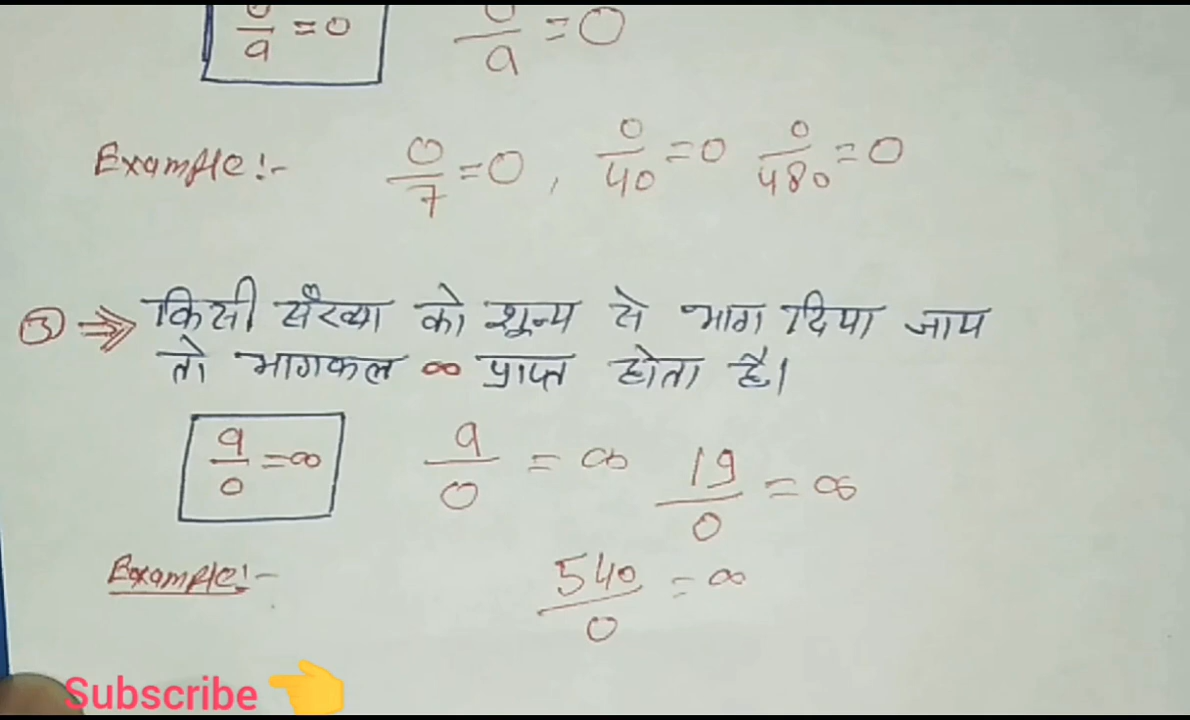 0/a = 0 0/a = 0
Example:- 0/7 = 0, 0/40 = 0 0/480 = 0
③ ⇒ किसी सँख्या को शून्य से भाग दिया जाय
तो भागकल ∞ प्राप्त होता है।
a/0 = ∞ a/0 = ∞ 19/0 = ∞
Example:- 540/0 = ∞
Subscribe